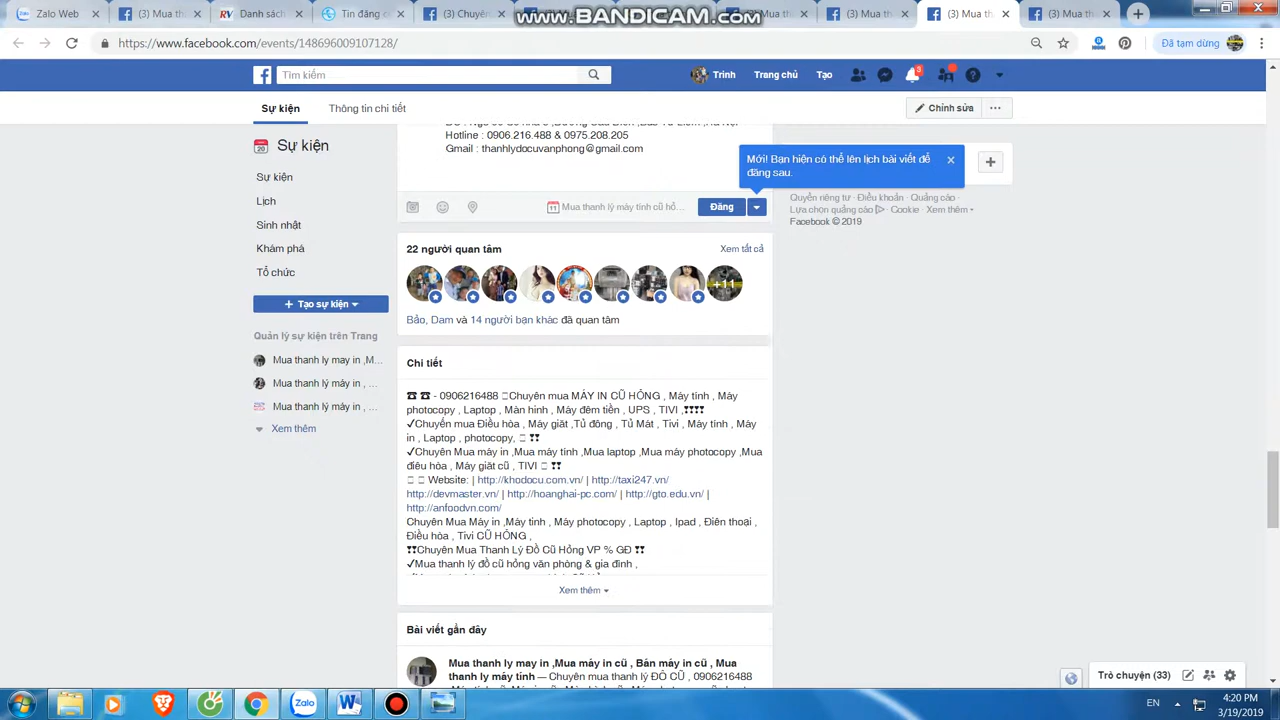 Zalo Web
(3) Mua t
Danh sách
Tin đăng c
(3) Chuyê
(3) Mua t
(3) Mua t
(3) Mua t
www.BANDICAM.com
https://www.facebook.com/events/148696009107128/
Đã tạm dừng
Tìm kiếm
Trinh
Trang chủ
Tạo
3
Sự kiện
Thông tin chi tiết
Chỉnh sửa
Sự kiện
Sự kiện
Lịch
Sinh nhật
Khám phá
Tổ chức
+ Tạo sự kiện
Quản lý sự kiện trên Trang
Mua thanh ly may in ,M...
Mua thanh lý máy in , ...
Mua thanh lý máy in , ...
Xem thêm
Hotline : 0906.216.488 & 0975.208.205
Gmail : thanhlydocuvanphong@gmail.com
Mới! Bạn hiện có thể lên lịch bài viết để
đăng sau.
Mua thanh lý máy tính cũ hỏ...
Đăng
22 người quan tâm
Xem tất cả
+11
Bảo, Dam và 14 người bạn khác đã quan tâm
Chi tiết
☎ ☎ - 0906216488 Chuyên mua MÁY IN CŨ HỎNG , Máy tính , Máy
photocopy , Laptop , Màn hình , Máy đếm tiền , UPS , TIVI ,❣❣❣❣
✓Chuyên mua Điều hòa , Máy giặt ,Tủ đông , Tủ Mát , Tivi , Máy tính , Máy
in , Laptop , photocopy, ❣❣
✓Chuyên Mua máy in ,Mua máy tính ,Mua laptop ,Mua máy photocopy ,Mua
điều hòa , Máy giặt cũ , TIVI ❣❣
Website: | http://khodocu.com.vn/ | http://taxi247.vn/
http://devmaster.vn/ | http://hoanghai-pc.com/ | http://gto.edu.vn/ |
http://anfoodvn.com/
Chuyên Mua Máy in ,Máy tính , Máy photocopy , Laptop , Ipad , Điện thoại ,
Điều hòa , Tivi CŨ HỎNG ,
❣❣Chuyên Mua Thanh Lý Đồ Cũ Hỏng VP % GĐ ❣❣
✓Mua thanh lý đồ cũ hỏng văn phòng & gia đình ,
Xem thêm
Bài viết gần đây
Mua thanh ly may in ,Mua máy in cũ , Bán máy in cũ , Mua
thanh ly máy tính — Chuyên mua thanh lý ĐỒ CŨ , 0906216488
Quyền riêng tư · Điều khoản · Quảng cáo ·
Lựa chọn quảng cáo · Cookie · Xem thêm
Facebook © 2019
Trò chuyện (33)
EN
4:20 PM
3/19/2019